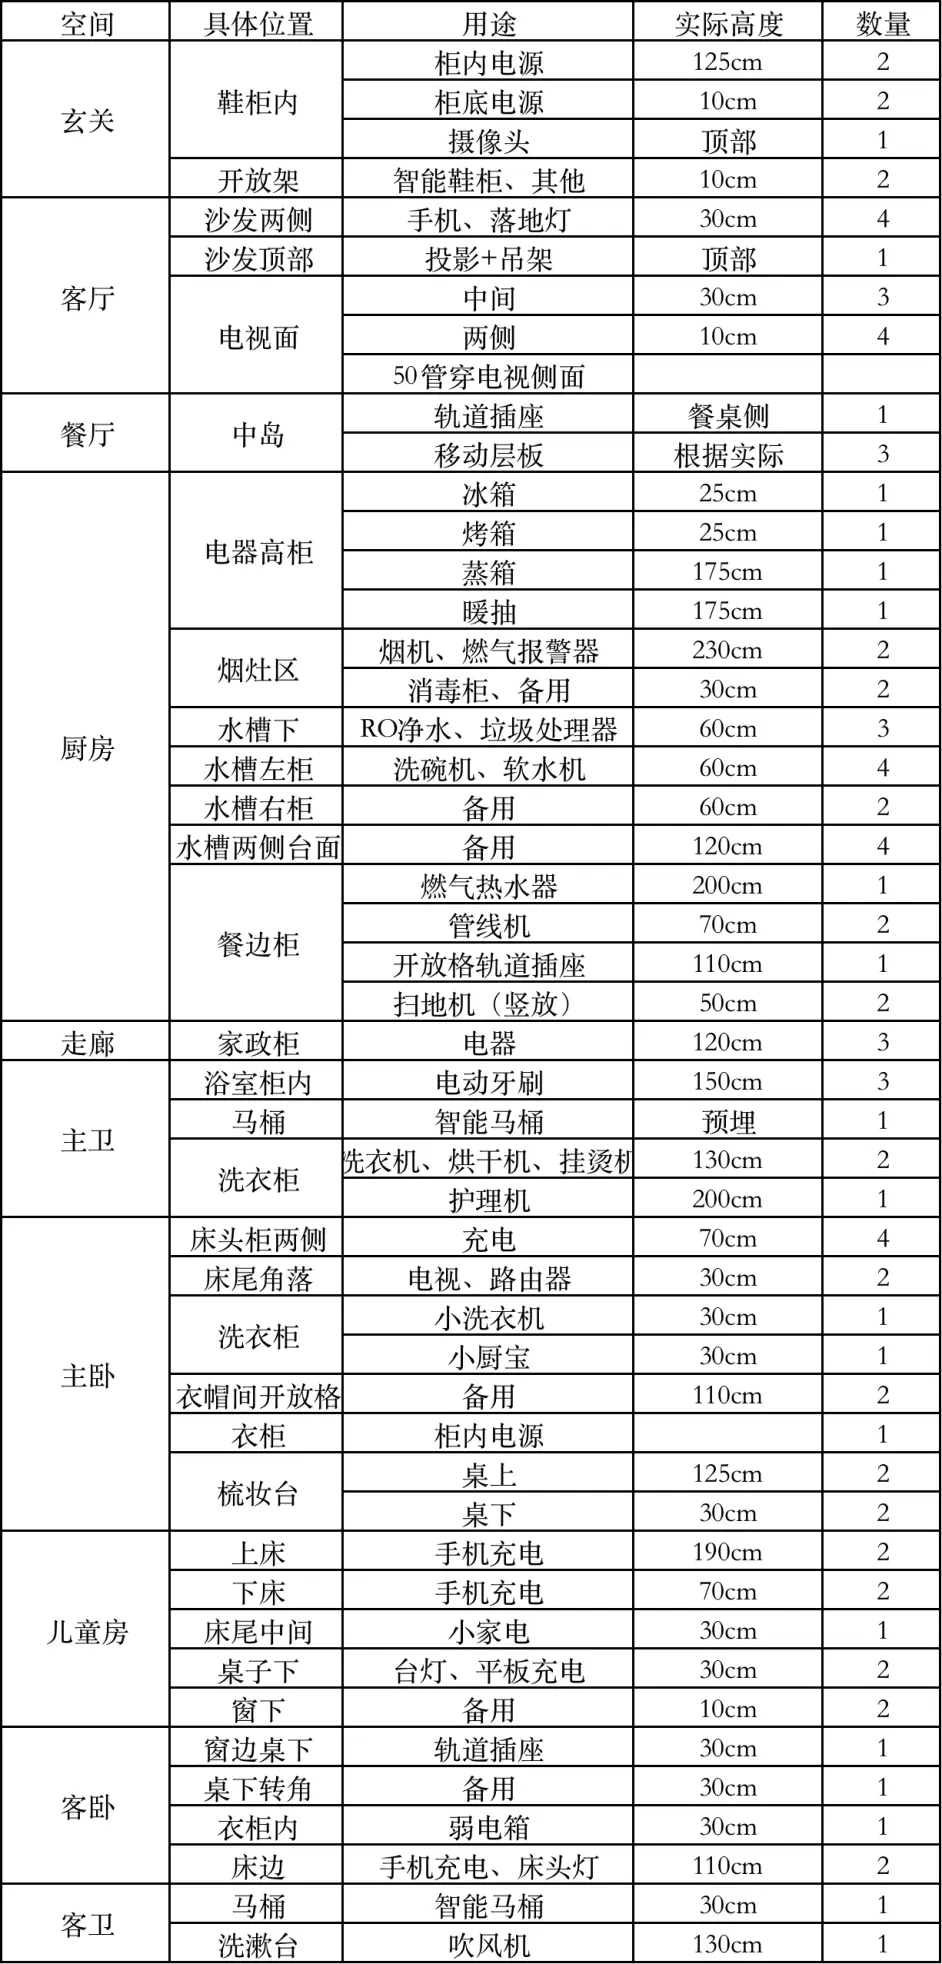 空间 具体位置 用途 实际高度 数量
玄关 鞋柜内 柜内电源 125cm 2
柜底电源 10cm 2
摄像头 顶部 1
开放架 智能鞋柜、其他 10cm 2
客厅 沙发两侧 手机、落地灯 30cm 4
沙发顶部 投影+吊架 顶部 1
电视面 中间 30cm 3
两侧 10cm 4
50管穿电视侧面
餐厅 中岛 轨道插座 餐桌侧 1
移动层板 根据实际 3
厨房 电器高柜 冰箱 25cm 1
烤箱 25cm 1
蒸箱 175cm 1
暖抽 175cm 1
烟灶区 烟机、燃气报警器 230cm 2
消毒柜、备用 30cm 2
水槽下 RO净水、垃圾处理器 60cm 3
水槽左柜 洗碗机、软水机 60cm 4
水槽右柜 备用 60cm 2
水槽两侧台面 备用 120cm 4
餐边柜 燃气热水器 200cm 1
管线机 70cm 2
开放格轨道插座 110cm 1
扫地机（竖放） 50cm 2
走廊 家政柜 电器 120cm 3
主卫 浴室柜内 电动牙刷 150cm 3
马桶 智能马桶 预埋 1
洗衣柜 洗衣机、烘干机、挂烫机 130cm 2
护理机 200cm 1
主卧 床头柜两侧 充电 70cm 4
床尾角落 电视、路由器 30cm 2
洗衣柜 小洗衣机 30cm 1
小厨宝 30cm 1
衣帽间开放格 备用 110cm 2
衣柜 柜内电源 1
梳妆台 桌上 125cm 2
桌下 30cm 2
儿童房 上床 手机充电 190cm 2
下床 手机充电 70cm 2
床尾中间 小家电 30cm 1
桌子下 台灯、平板充电 30cm 2
窗下 备用 10cm 2
客卧 窗边桌下 轨道插座 30cm 1
桌下转角 备用 30cm 1
衣柜内 弱电箱 30cm 1
床边 手机充电、床头灯 110cm 2
客卫 马桶 智能马桶 30cm 1
洗漱台 吹风机 130cm 1